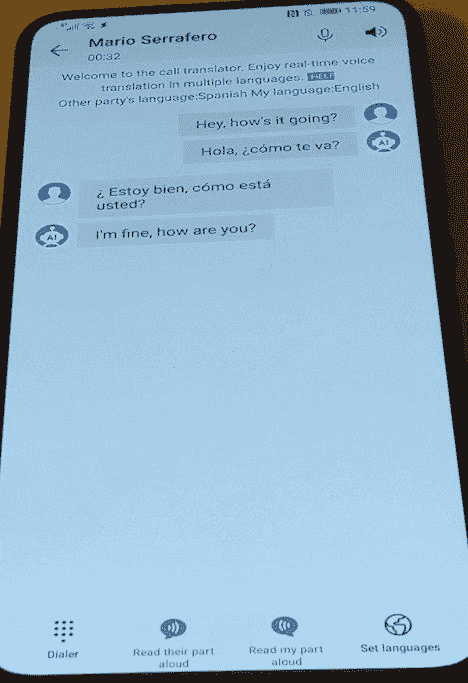 11:59
Mario Serrafero
00:32
Welcome to the call translator. Enjoy real-time voice
translation in multiple languages. HELP
Other party's language:Spanish My language:English
Hey, how's it going?
Hola, ¿cómo te va?
AI
¿ Estoy bien, cómo está
usted?
AI
i'm fine, how are you?
Dialer
Read their part
aloud
Read my part
aloud
Set languages